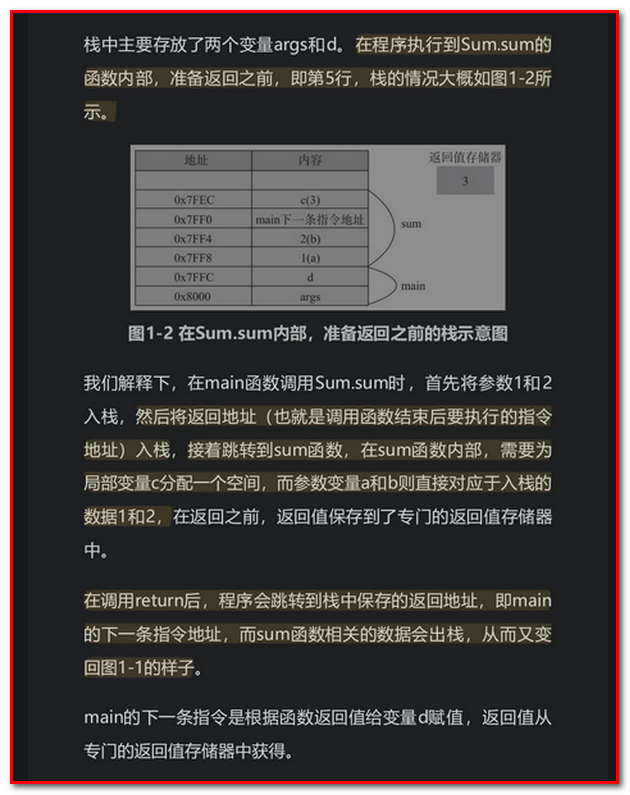 栈中主要存放了两个变量args和d。在程序执行到Sum.sum的
函数内部，准备返回之前，即第5行，栈的情况大概如图1-2所
示。
地址 内容 返回值存储器
3
0x7FEC c(3)
0x7FF0 main下一条指令地址 sum
0x7FF4 2(b)
0x7FF8 1(a)
0x7FFC d main
0x8000 args
图1-2 在Sum.sum内部，准备返回之前的栈示意图
我们解释下，在main函数调用Sum.sum时，首先将参数1和2
入栈，然后将返回地址（也就是调用函数结束后要执行的指令
地址）入栈，接着跳转到sum函数，在sum函数内部，需要为
局部变量c分配一个空间，而参数变量a和b则直接对应于入栈的
数据1和2，在返回之前，返回值保存到了专门的返回值存储器
中。
在调用return后，程序会跳转到栈中保存的返回地址，即main
的下一条指令地址，而sum函数相关的数据会出栈，从而又变
回图1-1的样子。
main的下一条指令是根据函数返回值给变量d赋值，返回值从
专门的返回值存储器中获得。